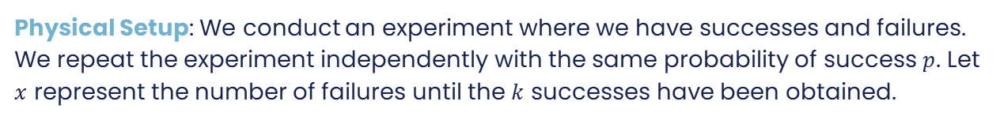 Physical Setup: We conduct an experiment where we have successes and failures.
We repeat the experiment independently with the same probability of success p. Let
x represent the number of failures until the k successes have been obtained.